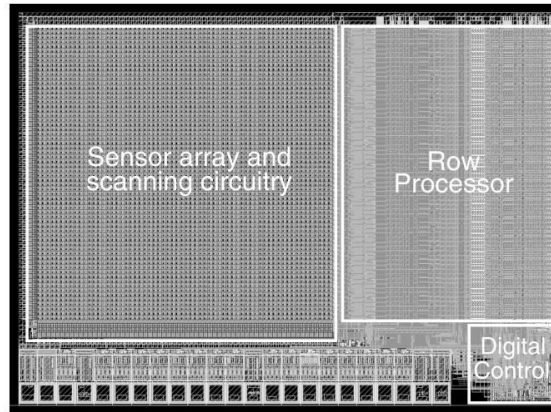 Sensor array and
scanning circuitry
Row
Processor
Digital
Control